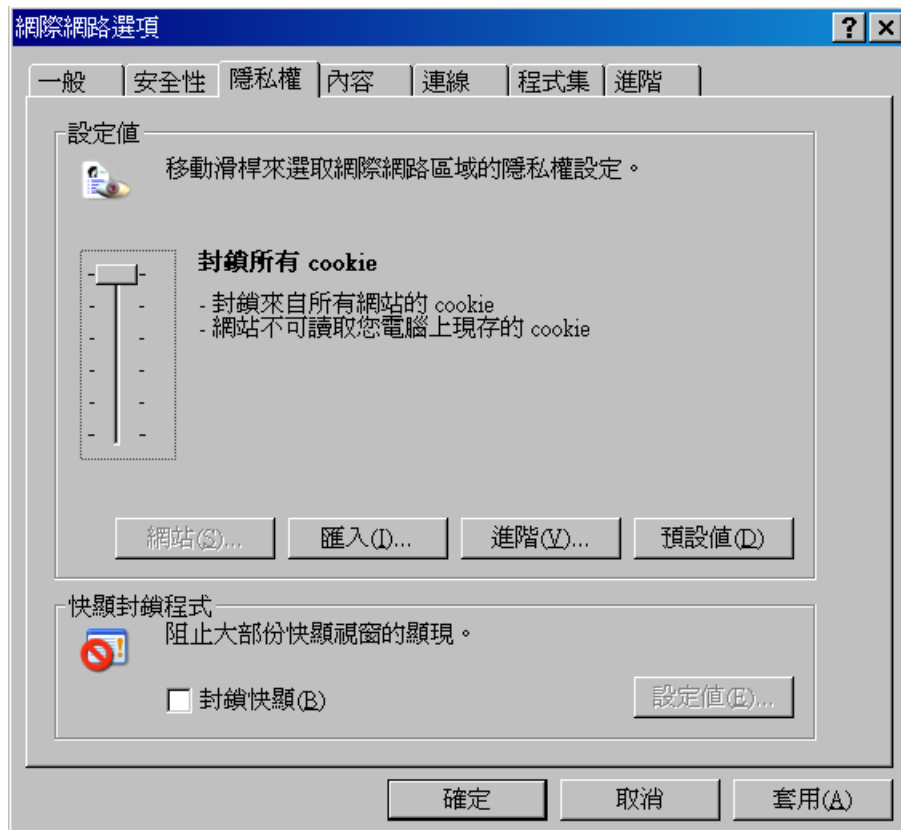 網際網路選項
一般 安全性 隱私權 內容 連線 程式集 進階
設定值
移動滑桿來選取網際網路區域的隱私權設定。
封鎖所有 cookie
- 封鎖來自所有網站的 cookie
- 網站不可讀取您電腦上現存的 cookie
網站(S)... 匯入(I)... 進階(V)... 預設值(D)
快顯封鎖程式
阻止大部份快顯視窗的顯現。
封鎖快顯(B) 設定值(E)...
確定 取消 套用(A)